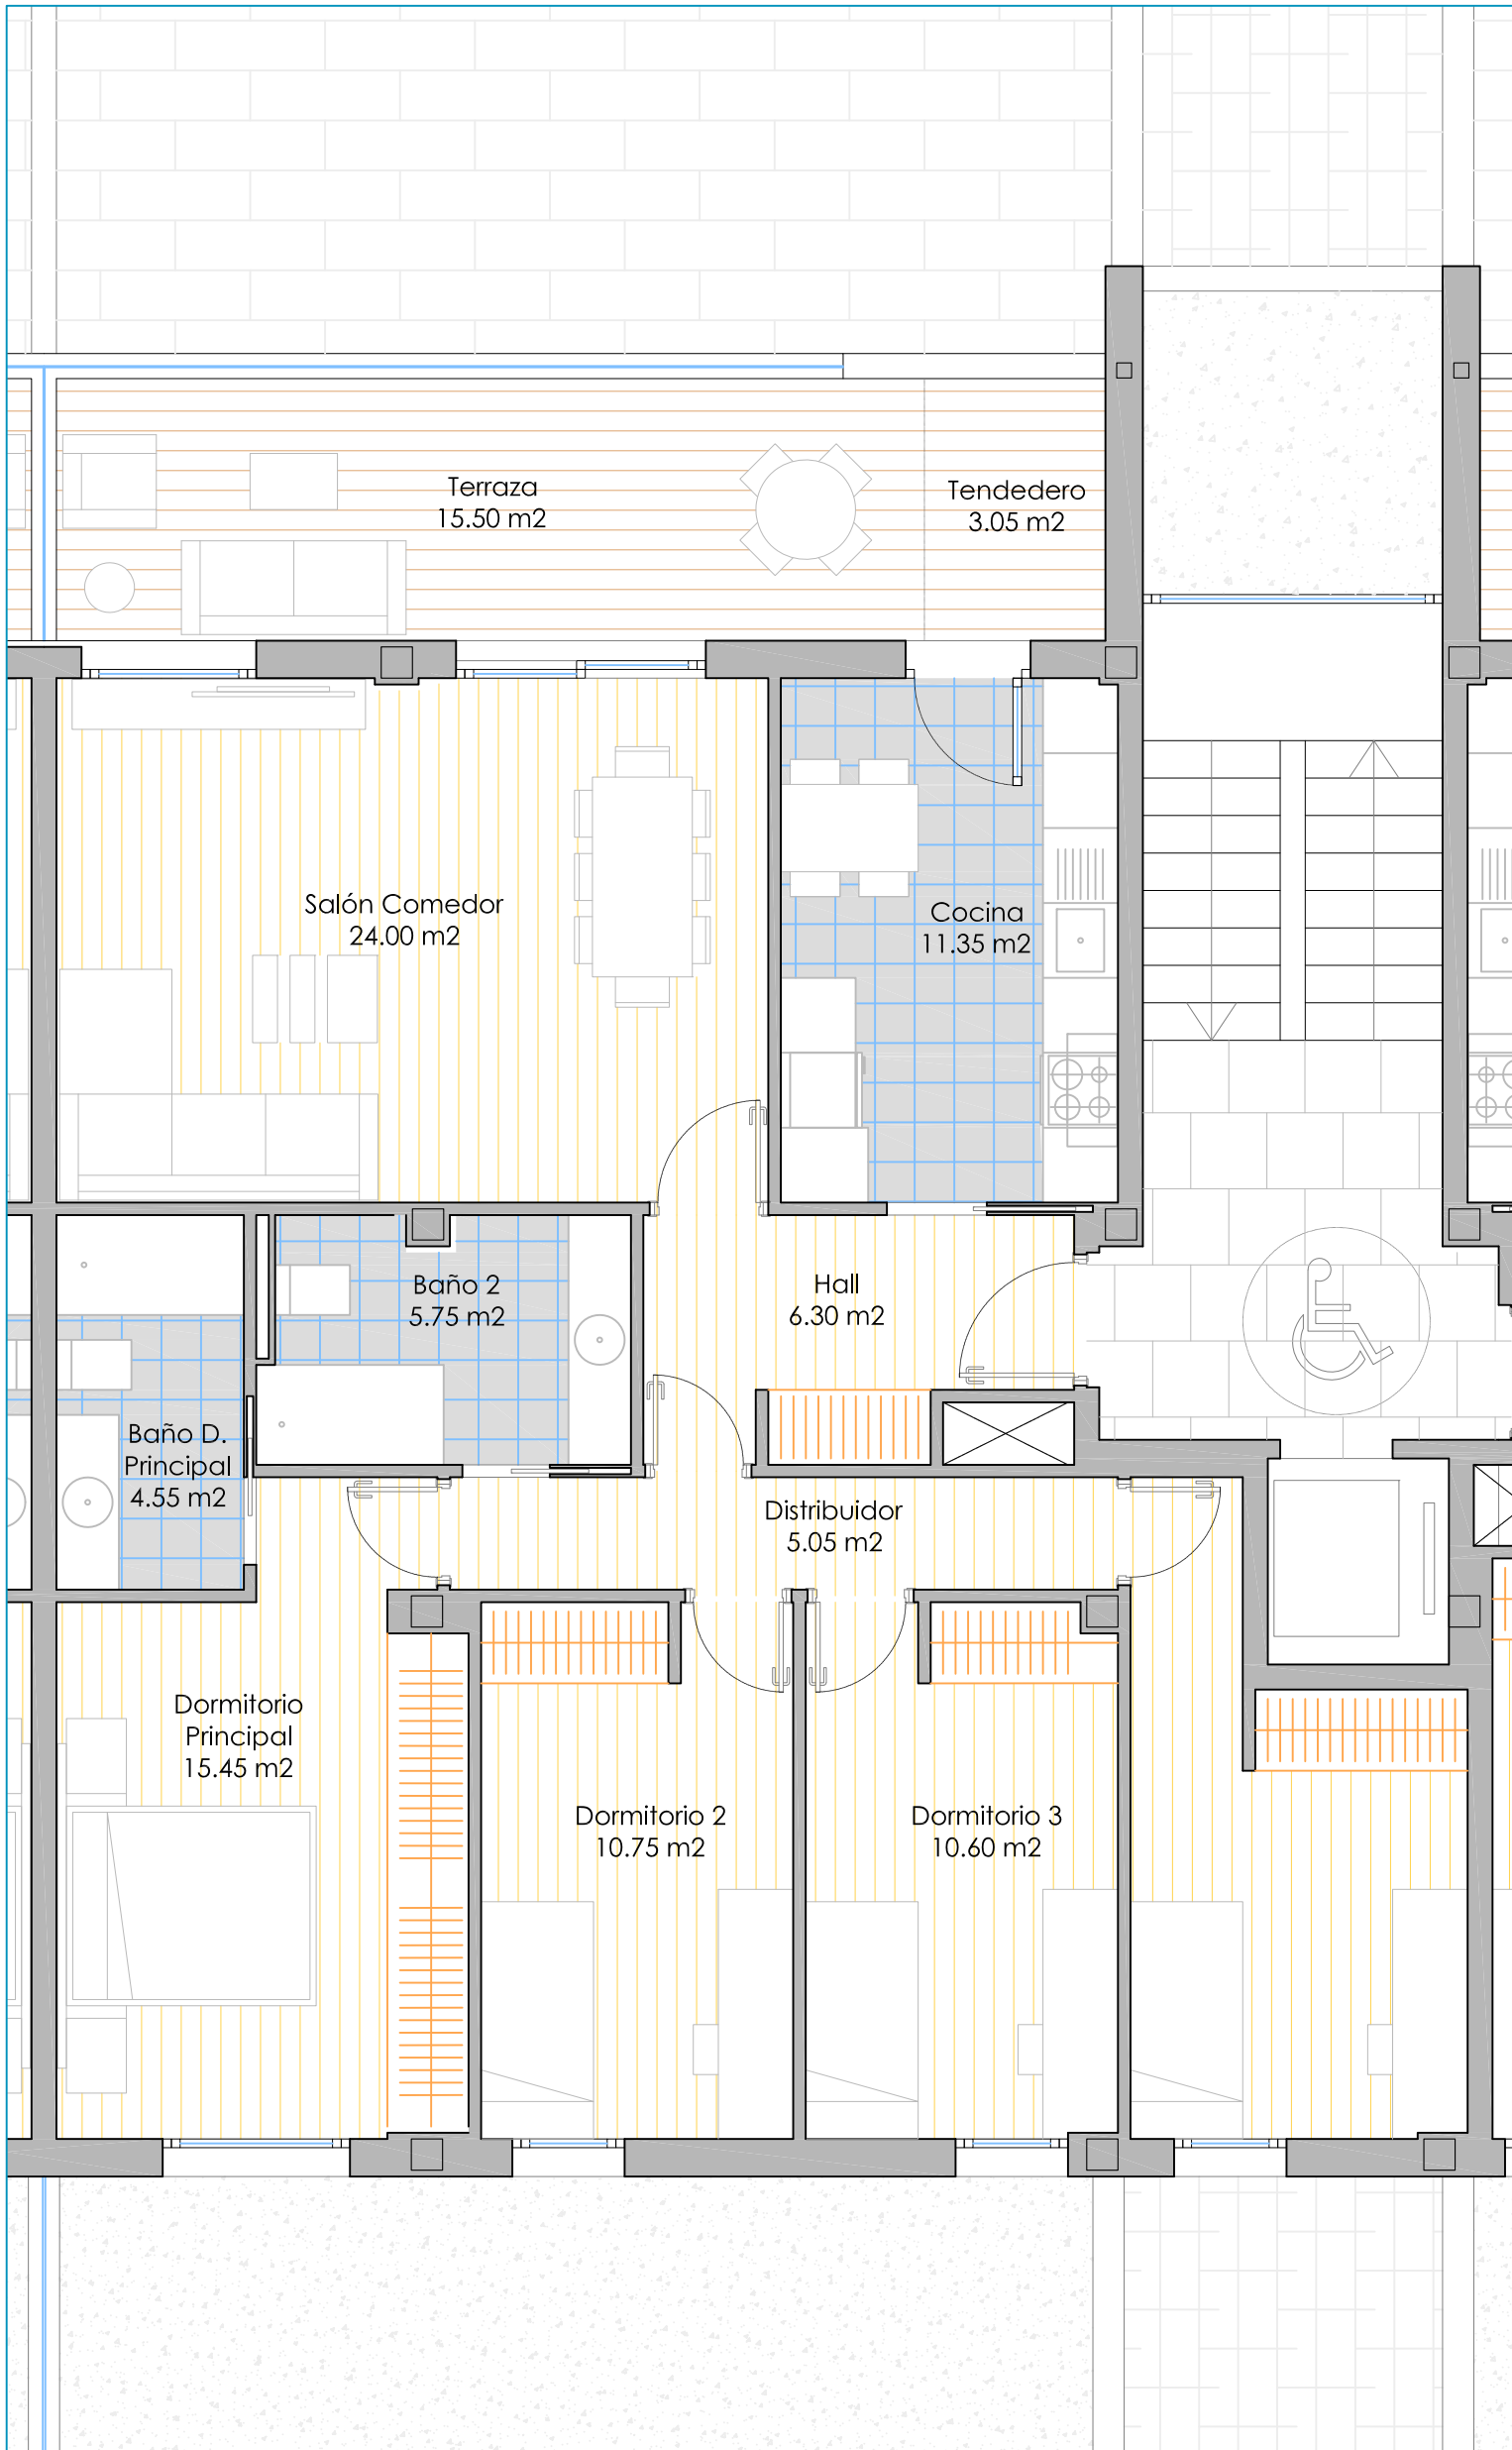 Terraza
15.50 m2
Tendedero
3.05 m2
Salón Comedor
24.00 m2
Cocina
11.35 m2
Baño 2
5.75 m2
Hall
6.30 m2
Baño D.
Principal
4.55 m2
Distribuidor
5.05 m2
Dormitorio
Principal
15.45 m2
Dormitorio 2
10.75 m2
Dormitorio 3
10.60 m2